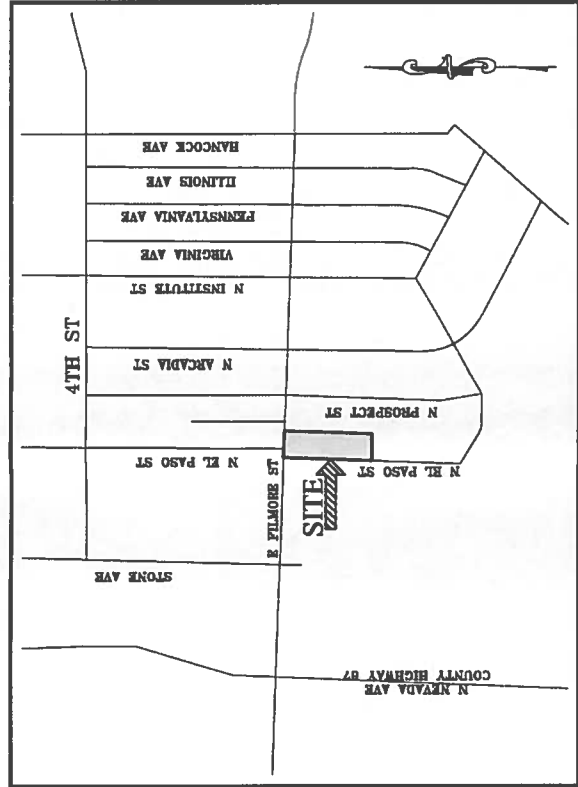 HANCOCK AVE
ILLINOIS AVE
PENNSYLVANIA AVE
VIRGINIA AVE
N INSTITUTE ST
4TH ST
N ARCADIA ST
N PROSPECT ST
N EL PASO ST
N EL PASO ST
E FILMORE ST
SITE
STONE AVE
N NEVADA AVE
COUNTY HIGHWAY 87